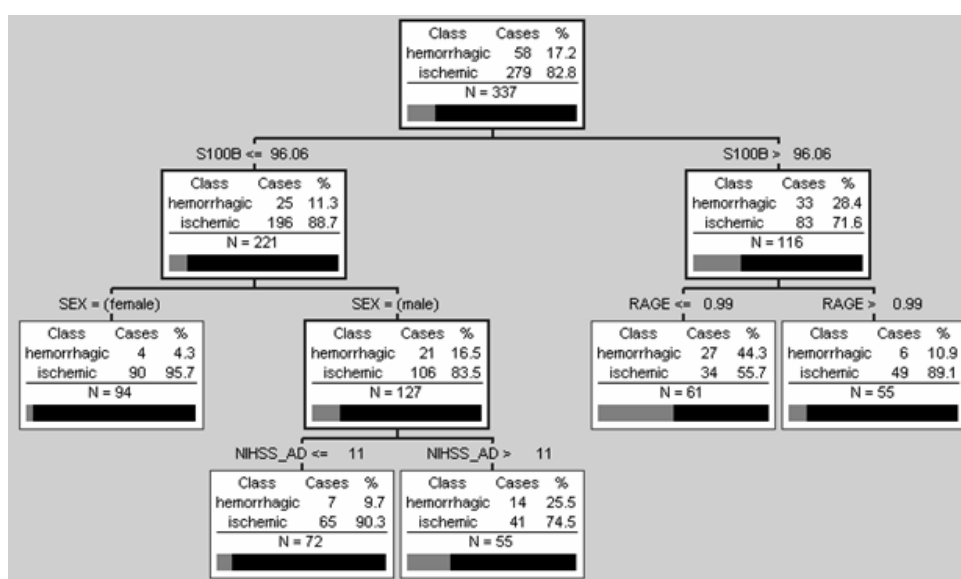 Class Cases %
hemorrhagic 58 17.2
ischemic 279 82.8
N = 337
S100B <= 96.06
S100B > 96.06
Class Cases %
hemorrhagic 25 11.3
ischemic 196 88.7
N = 221
Class Cases %
hemorrhagic 33 28.4
ischemic 83 71.6
N = 116
SEX = (female)
SEX = (male)
RAGE <= 0.99
RAGE > 0.99
Class Cases %
hemorrhagic 4 4.3
ischemic 90 95.7
N = 94
Class Cases %
hemorrhagic 21 16.5
ischemic 106 83.5
N = 127
Class Cases %
hemorrhagic 27 44.3
ischemic 34 55.7
N = 61
Class Cases %
hemorrhagic 6 10.9
ischemic 49 89.1
N = 55
NIHSS_AD <= 11
NIHSS_AD > 11
Class Cases %
hemorrhagic 7 9.7
ischemic 65 90.3
N = 72
Class Cases %
hemorrhagic 14 25.5
ischemic 41 74.5
N = 55